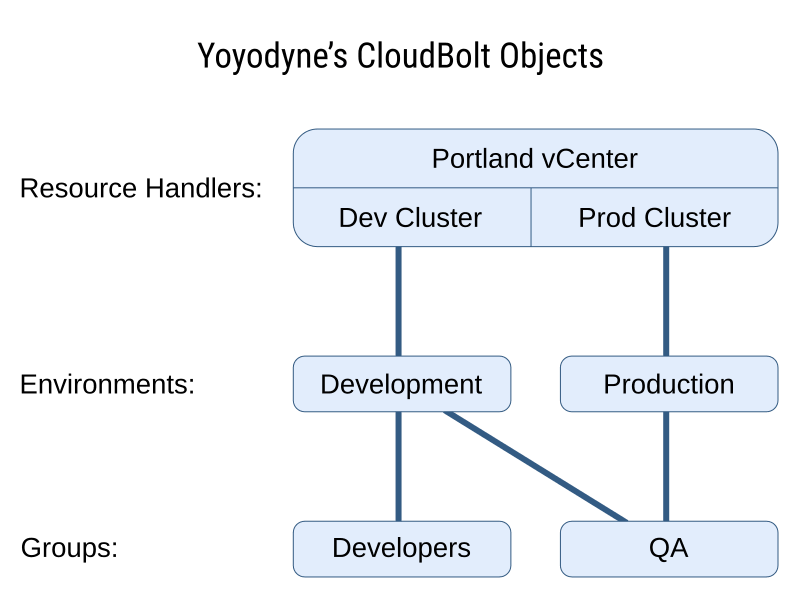 Yoyodyne’s CloudBolt Objects
Portland vCenter
Resource Handlers:
Dev Cluster
Prod Cluster
Environments:
Development
Production
Groups:
Developers
QA